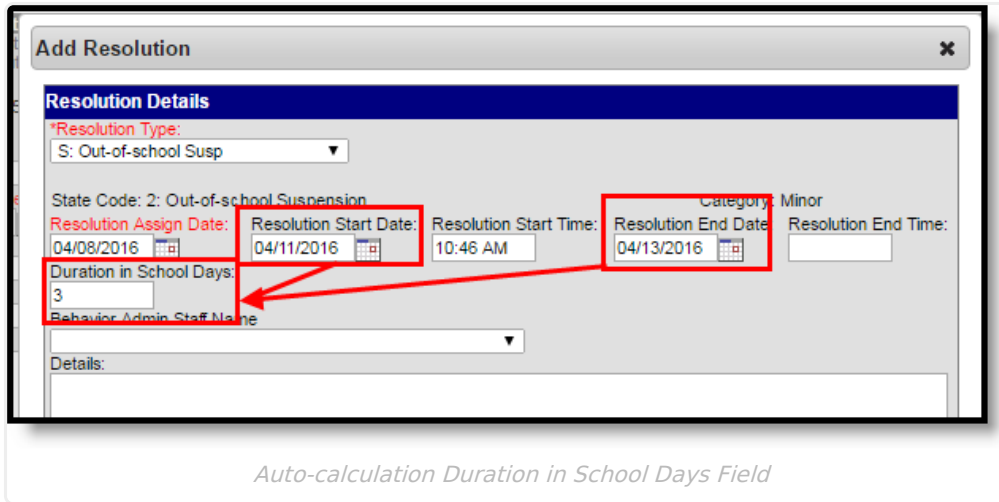 Add Resolution
Resolution Details
*Resolution Type:
S: Out-of-school Susp
State Code: 2: Out-of-school Suspension Category: Minor
Resolution Assign Date: Resolution Start Date: Resolution Start Time: Resolution End Date Resolution End Time:
04/08/2016 04/11/2016 10:46 AM 04/13/2016
Duration in School Days:
3
Behavior Admin Staff Name
Details:
Auto-calculation Duration in School Days Field